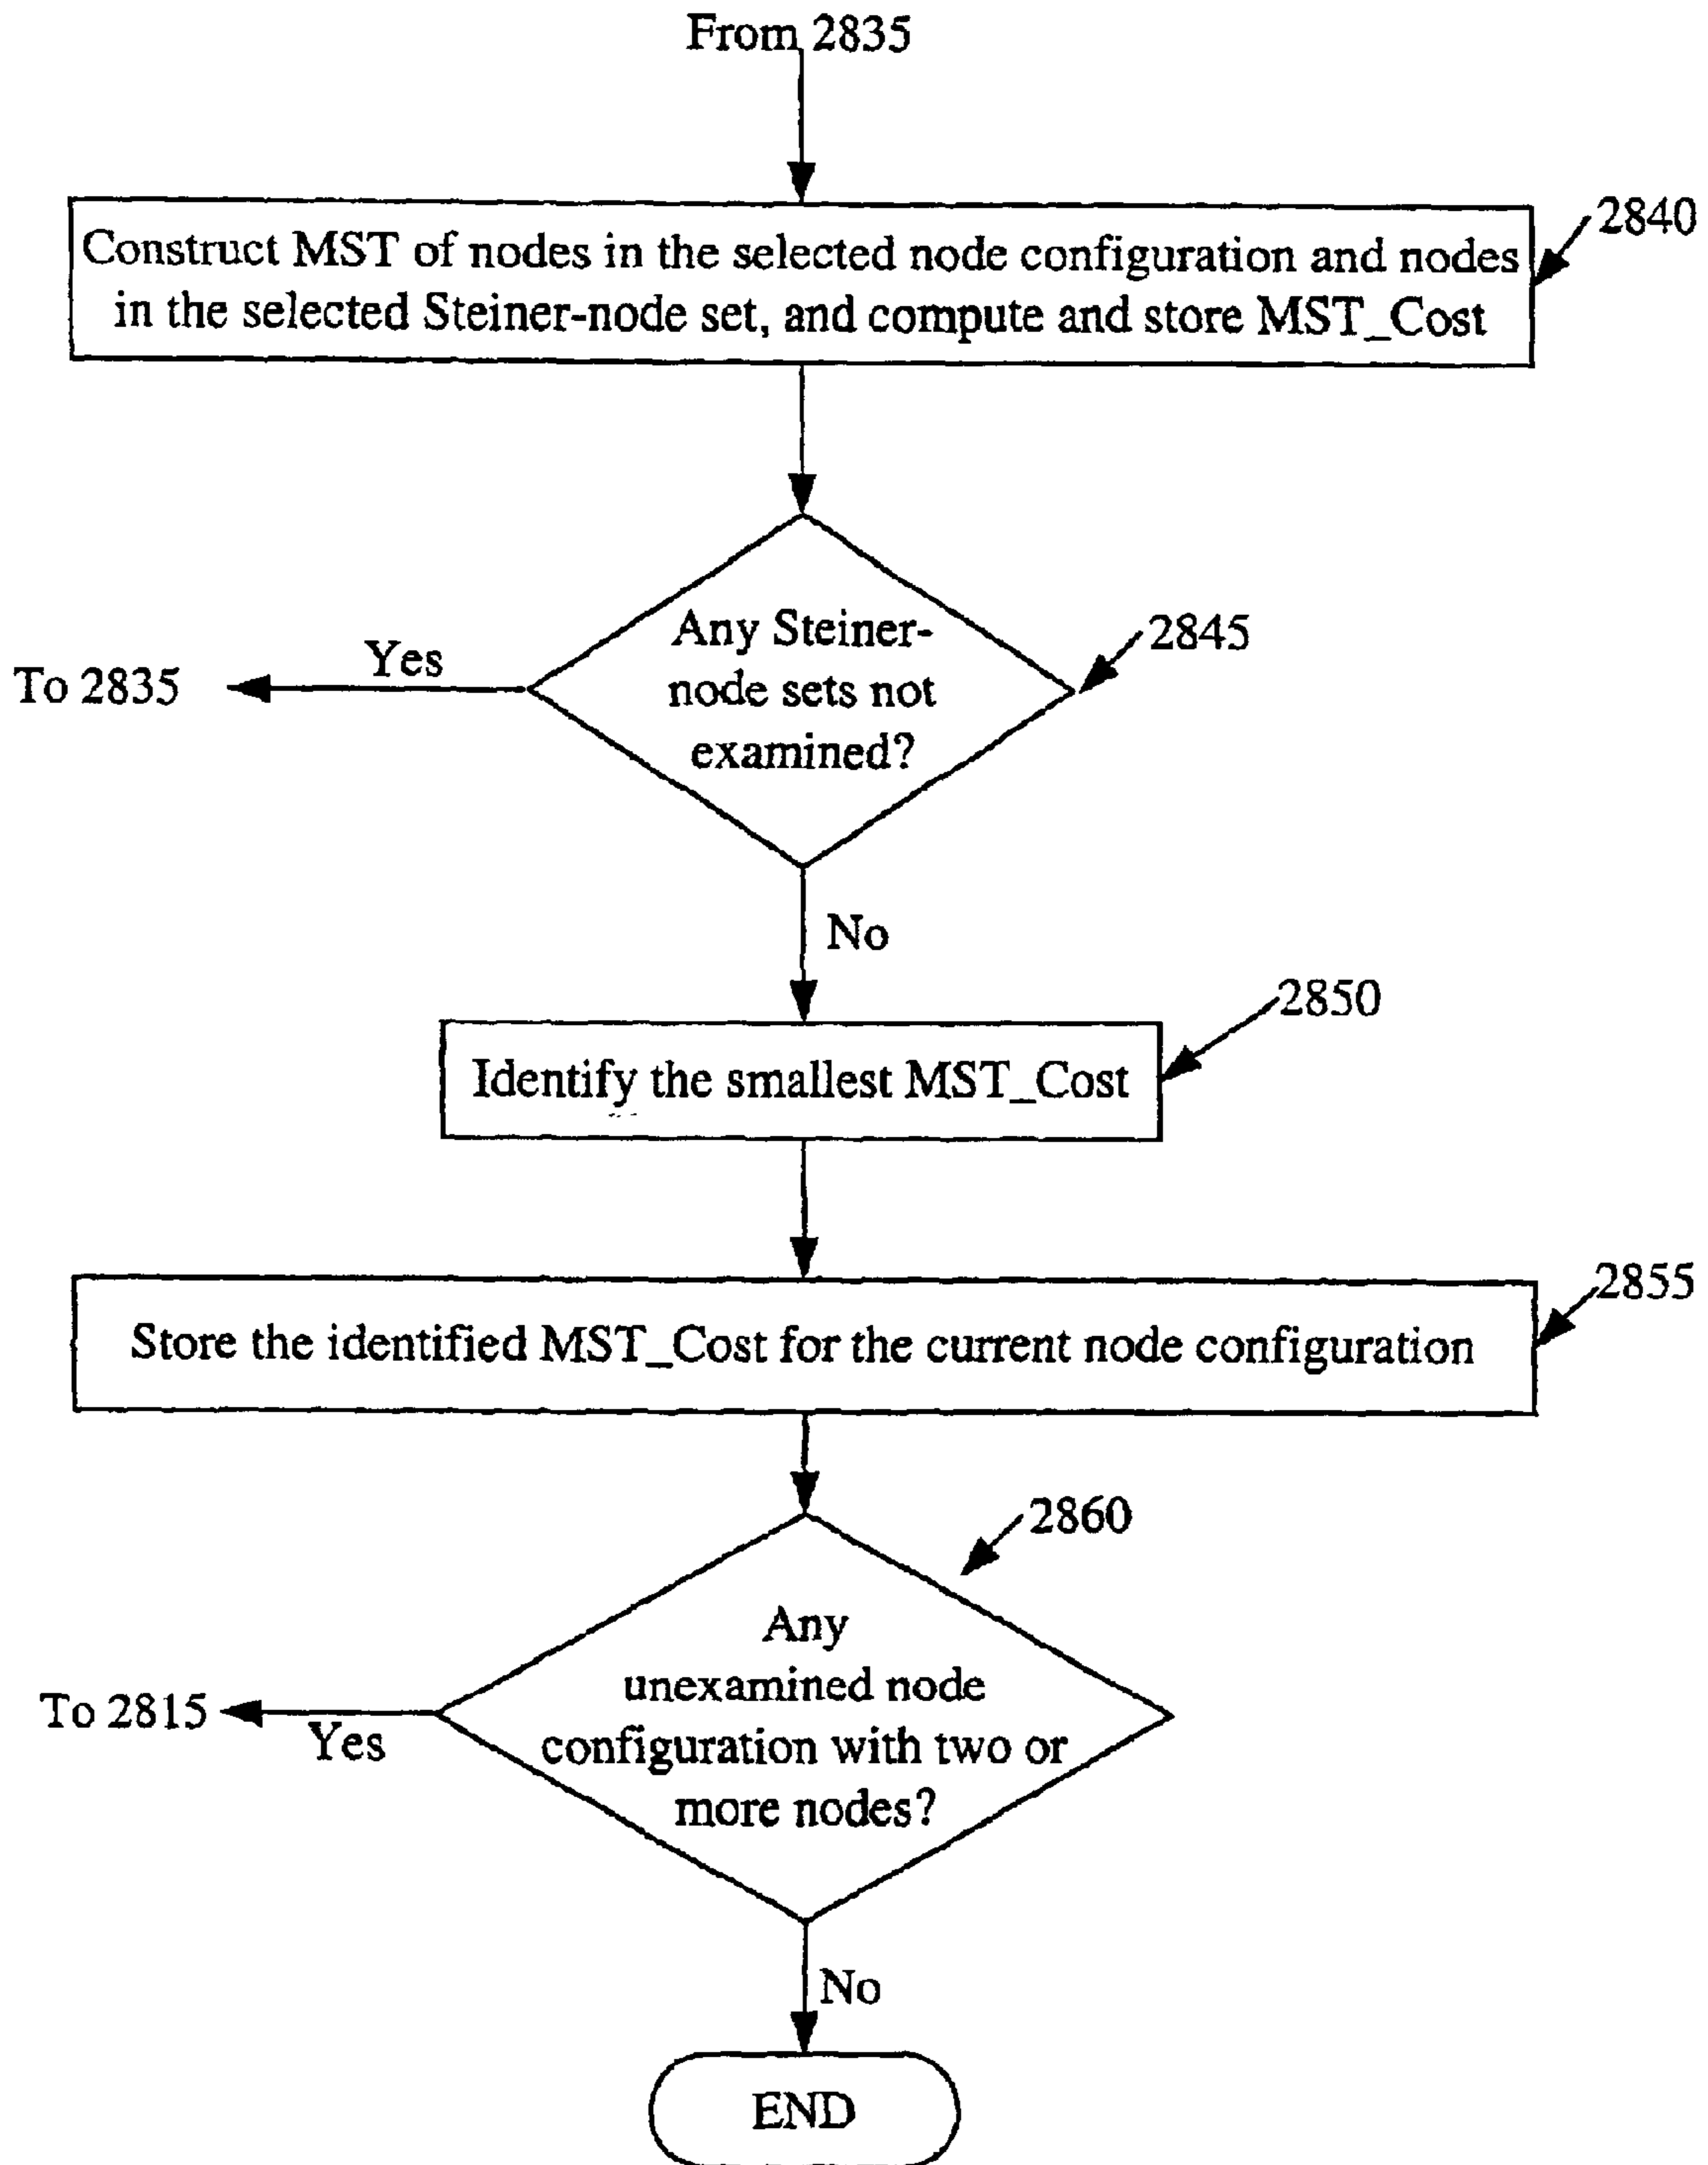 From 2835
2840
Construct MST of nodes in the selected node configuration and nodes
in the selected Steiner-node set, and compute and store MST_Cost
Any Steiner-
node sets not
examined?
2845
Yes
To 2835
No
2850
Identify the smallest MST_Cost
2855
Store the identified MST_Cost for the current node configuration
2860
Any
unexamined node
configuration with two or
more nodes?
To 2815
Yes
No
END